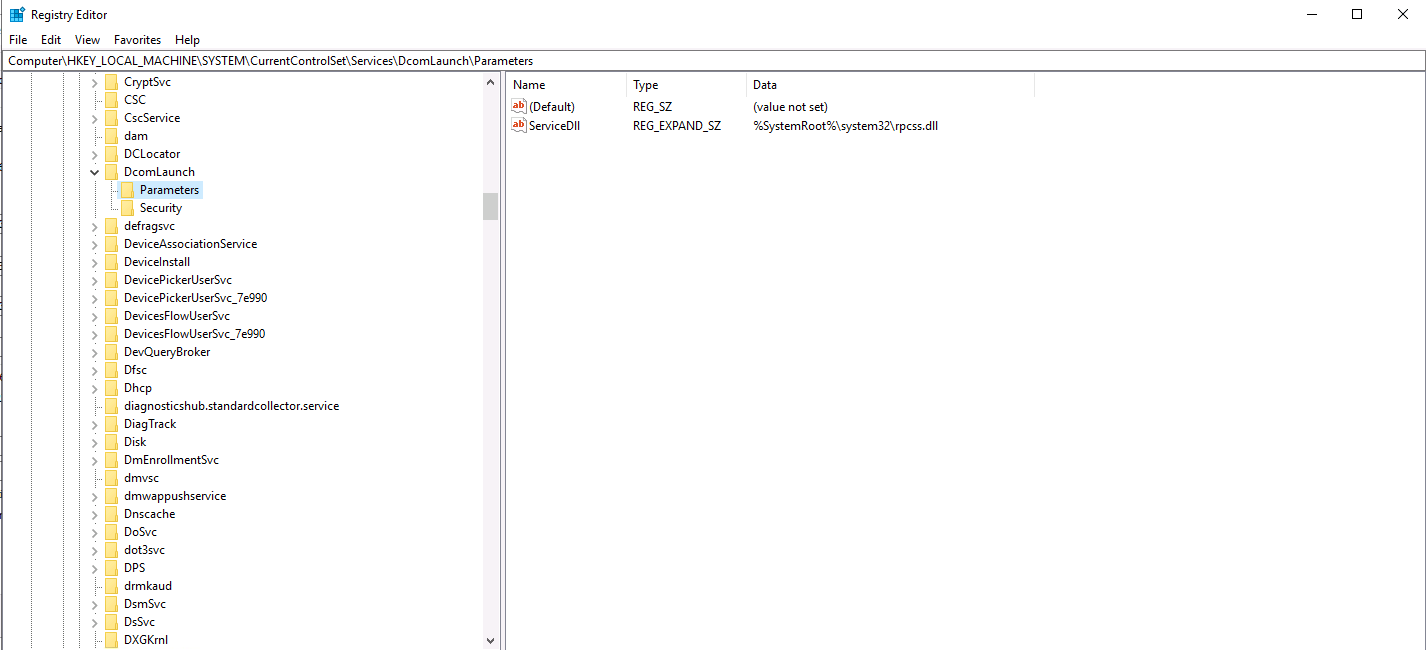 Registry Editor
File Edit View Favorites Help
Computer\HKEY_LOCAL_MACHINE\SYSTEM\CurrentControlSet\Services\DcomLaunch\Parameters
CryptSvc
CSC
CscService
dam
DCLocator
DcomLaunch
Parameters
Security
defragsvc
DeviceAssociationService
DeviceInstall
DevicePickerUserSvc
DevicePickerUserSvc_7e990
DevicesFlowUserSvc
DevicesFlowUserSvc_7e990
DevQueryBroker
Dfsc
Dhcp
diagnosticshub.standardcollector.service
DiagTrack
Disk
DmEnrollmentSvc
dmvsc
dmwappushservice
Dnscache
DoSvc
dot3svc
DPS
drmkaud
DsmSvc
DsSvc
DXGKrnl
Name Type Data
ab (Default) REG_SZ (value not set)
ab ServiceDll REG_EXPAND_SZ %SystemRoot%\system32\rpcss.dll